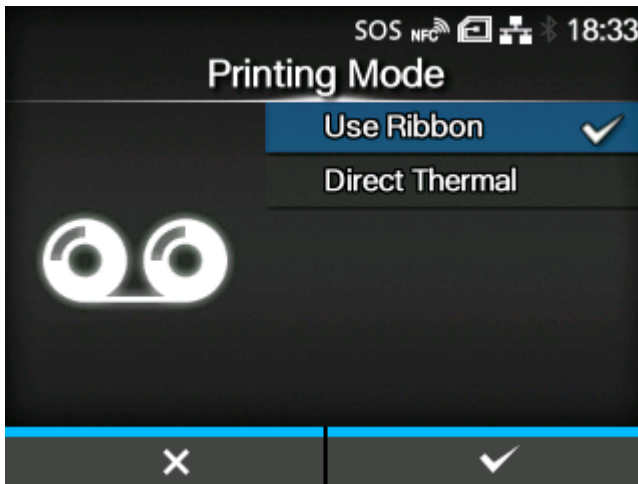 SOS NFC 18:33
Printing Mode
Use Ribbon
Direct Thermal